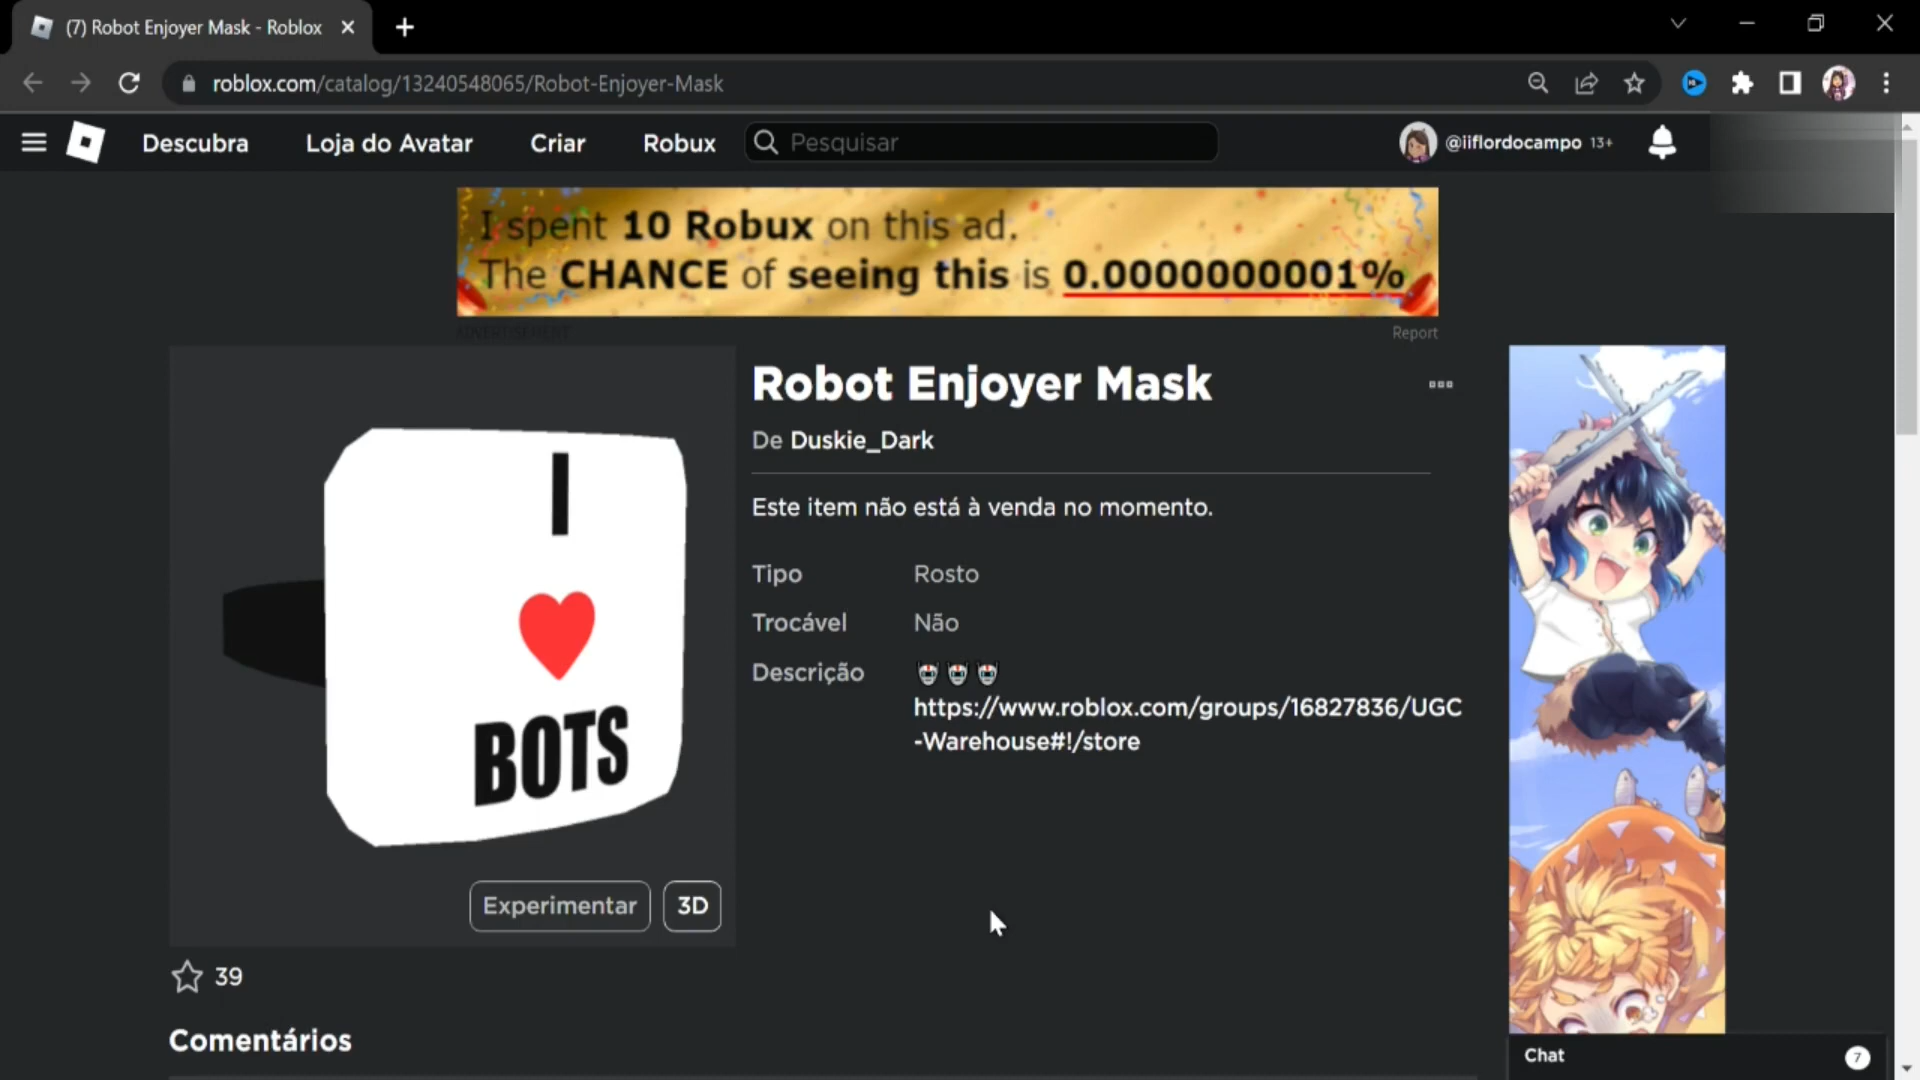 (7) Robot Enjoyer Mask - Roblox
roblox.com/catalog/13240548065/Robot-Enjoyer-Mask
Descubra
Loja do Avatar
Criar
Robux
Pesquisar
@iiflordocampo 13+
I spent 10 Robux on this ad.
The CHANCE of seeing this is 0.0000000001%
ADVERTISEMENT
Report
I
BOTS
Experimentar
3D
39
Robot Enjoyer Mask
De Duskie_Dark
Este item não está à venda no momento.
Tipo Rosto
Trocável Não
Descrição
https://www.roblox.com/groups/16827836/UGC
-Warehouse#!/store
Comentários
Chat
7